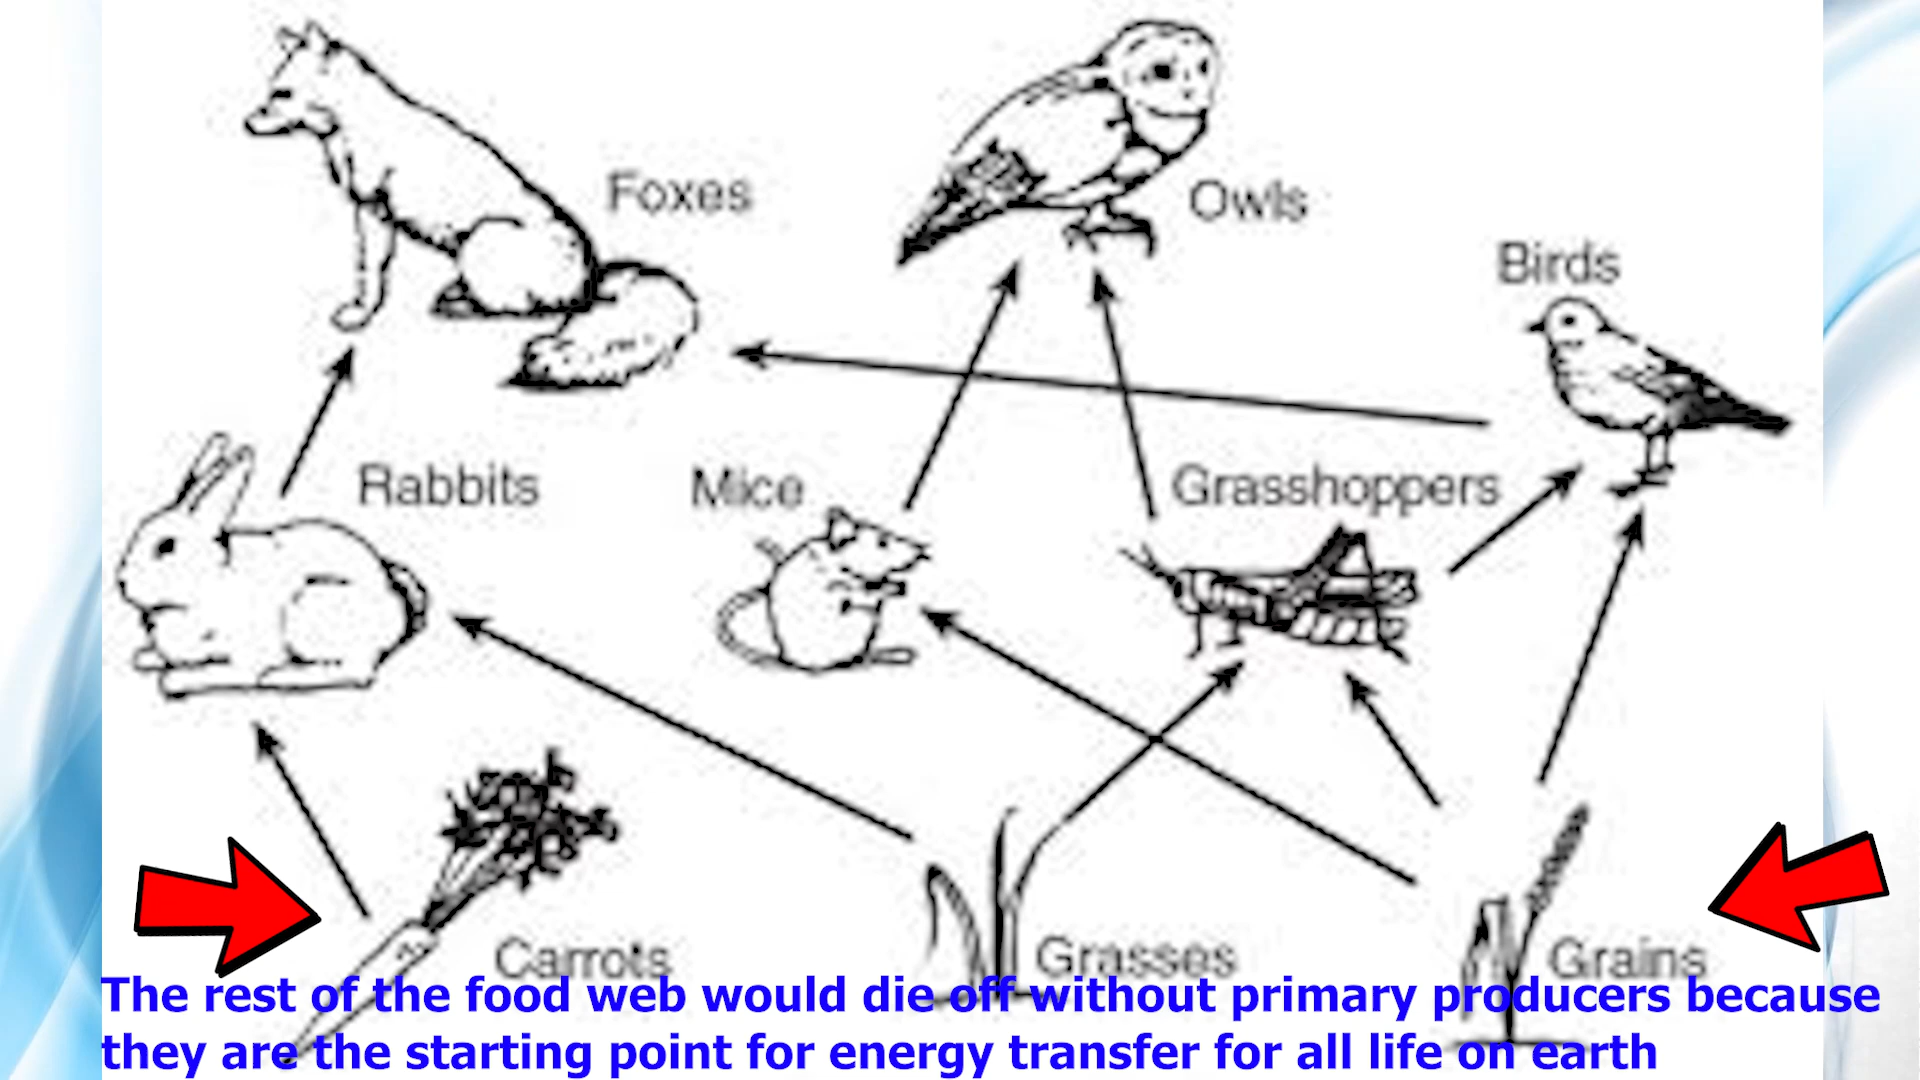 Foxes
Owls
Birds
Rabbits
Mice
Grasshoppers
Carrots
Grasses
Grains
The rest of the food web would die off without primary producers because
they are the starting point for energy transfer for all life on earth